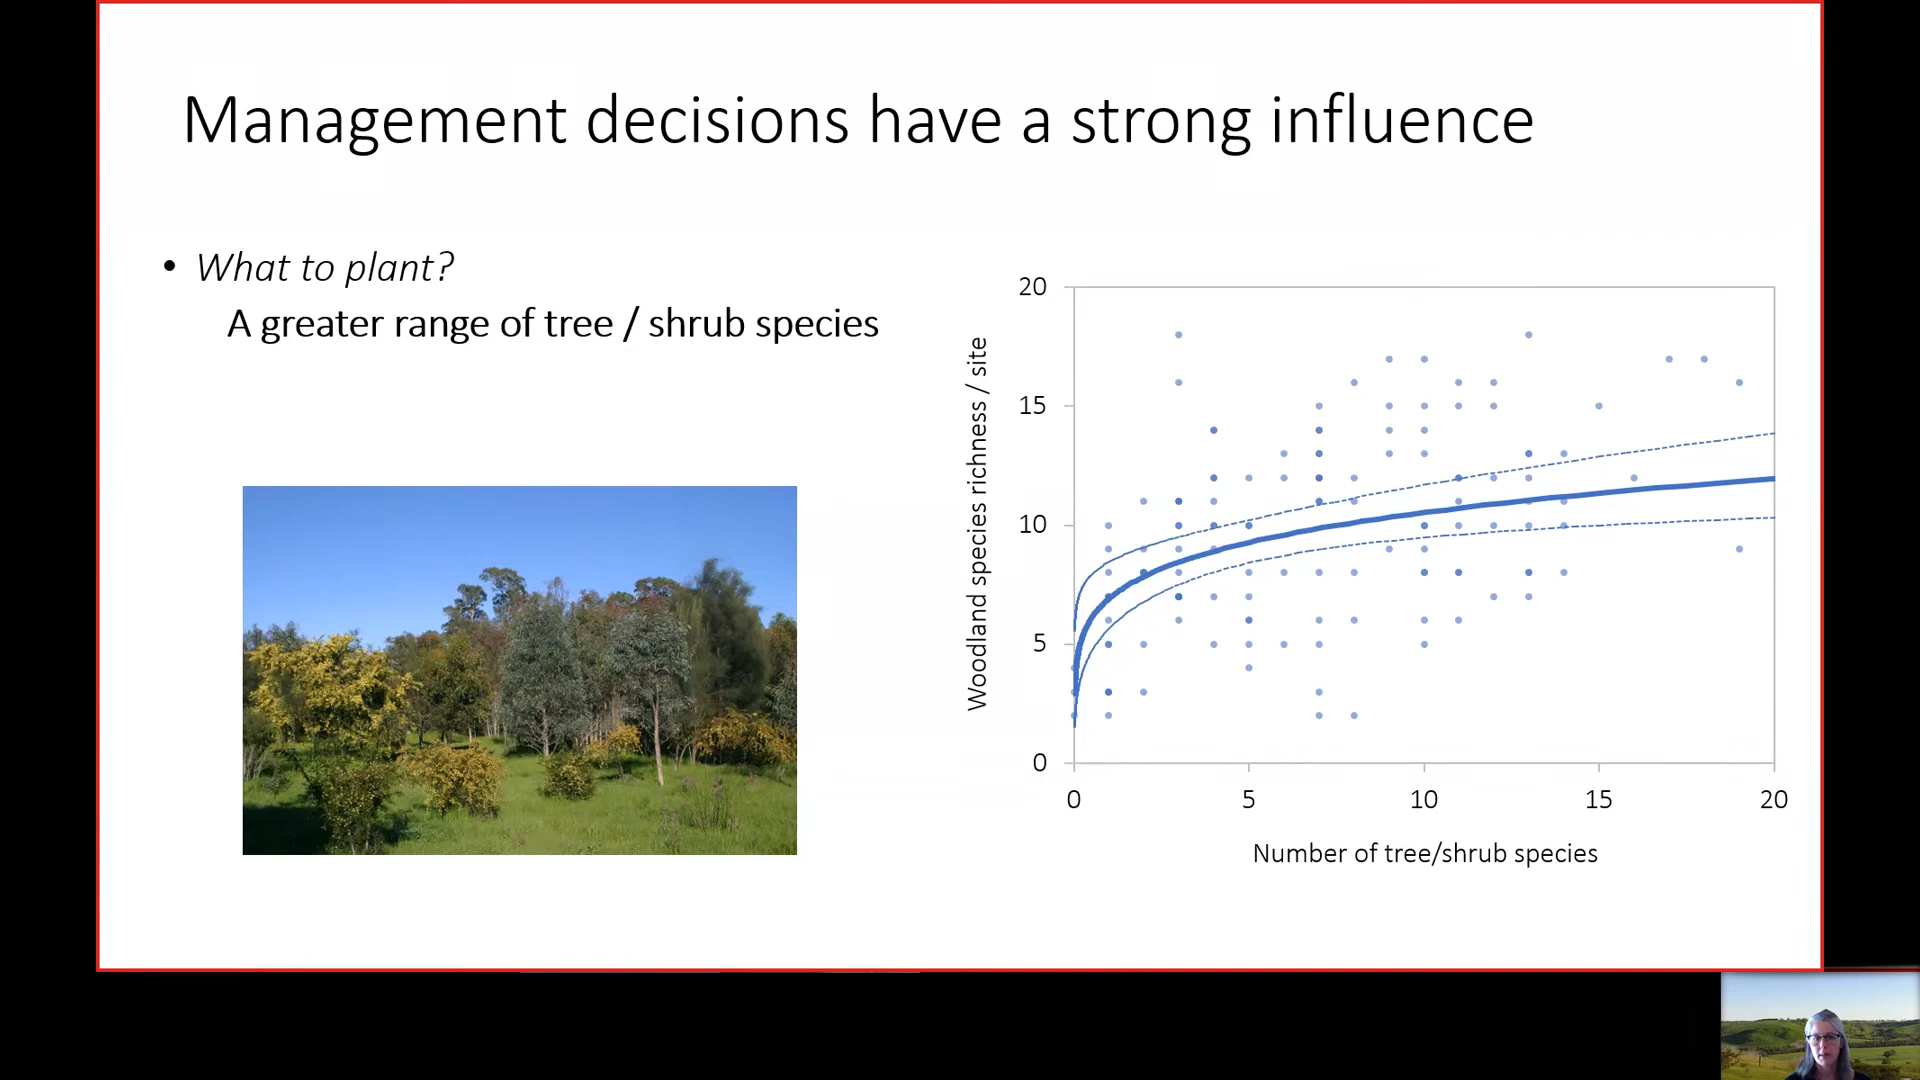 Management decisions have a strong influence
• What to plant?
A greater range of tree / shrub species
Woodland species richness / site
20
15
10
5
0
0 5 10 15 20
Number of tree/shrub species